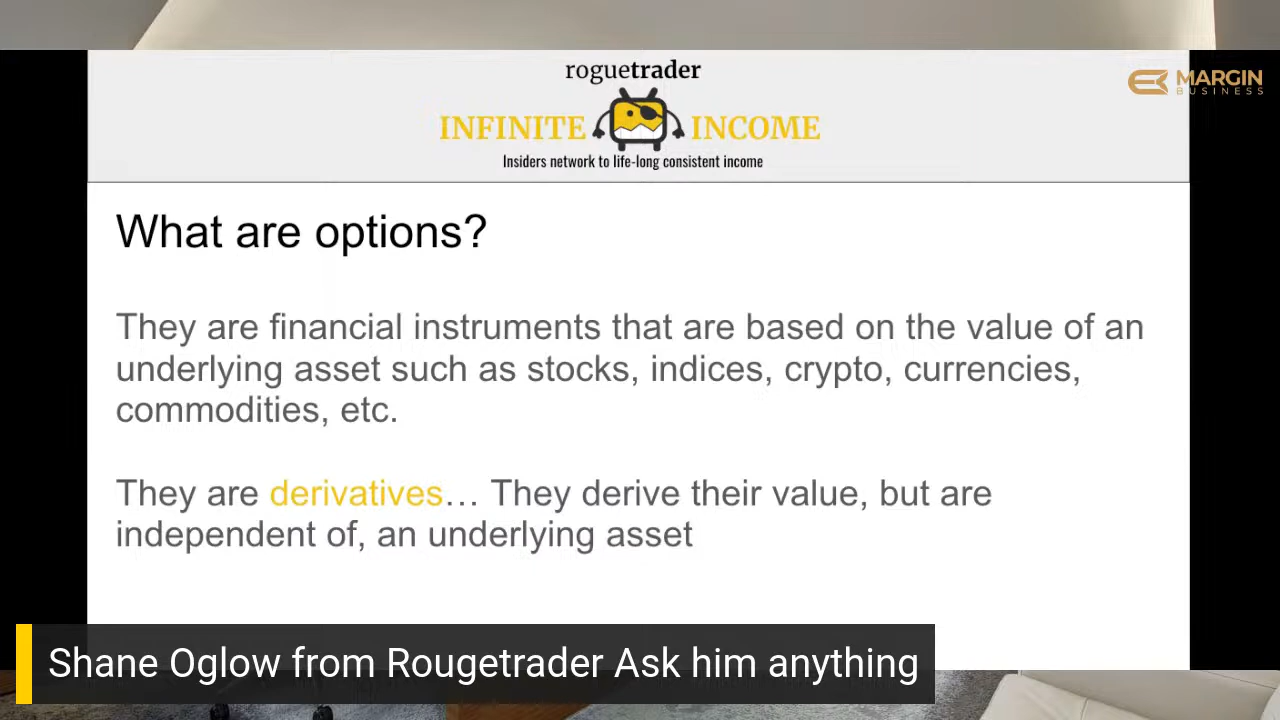 roguetrader
MARGIN
BUSINESS
INFINITE INCOME
Insiders network to life-long consistent income
What are options?
They are financial instruments that are based on the value of an
underlying asset such as stocks, indices, crypto, currencies,
commodities, etc.
They are derivatives… They derive their value, but are
independent of, an underlying asset
Shane Oglow from Rougetrader Ask him anything